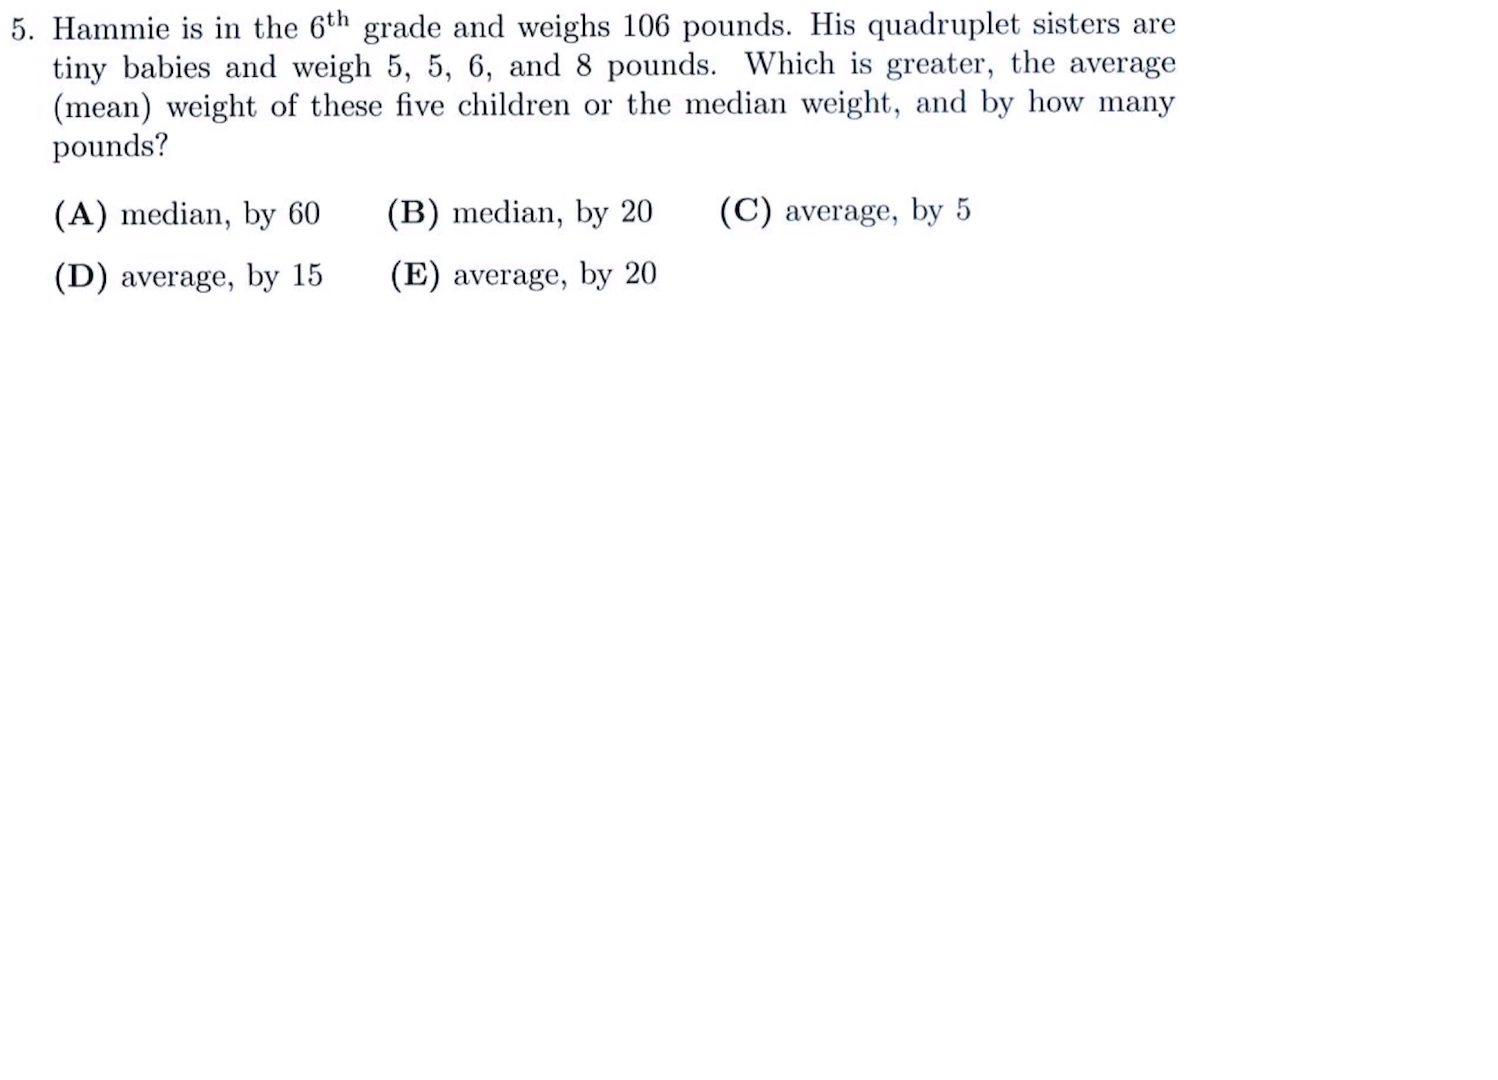 5. Hammie is in the 6th grade and weighs 106 pounds. His quadruplet sisters are
tiny babies and weigh 5, 5, 6, and 8 pounds. Which is greater, the average
(mean) weight of these five children or the median weight, and by how many
pounds?
(A) median, by 60 (B) median, by 20 (C) average, by 5
(D) average, by 15 (E) average, by 20